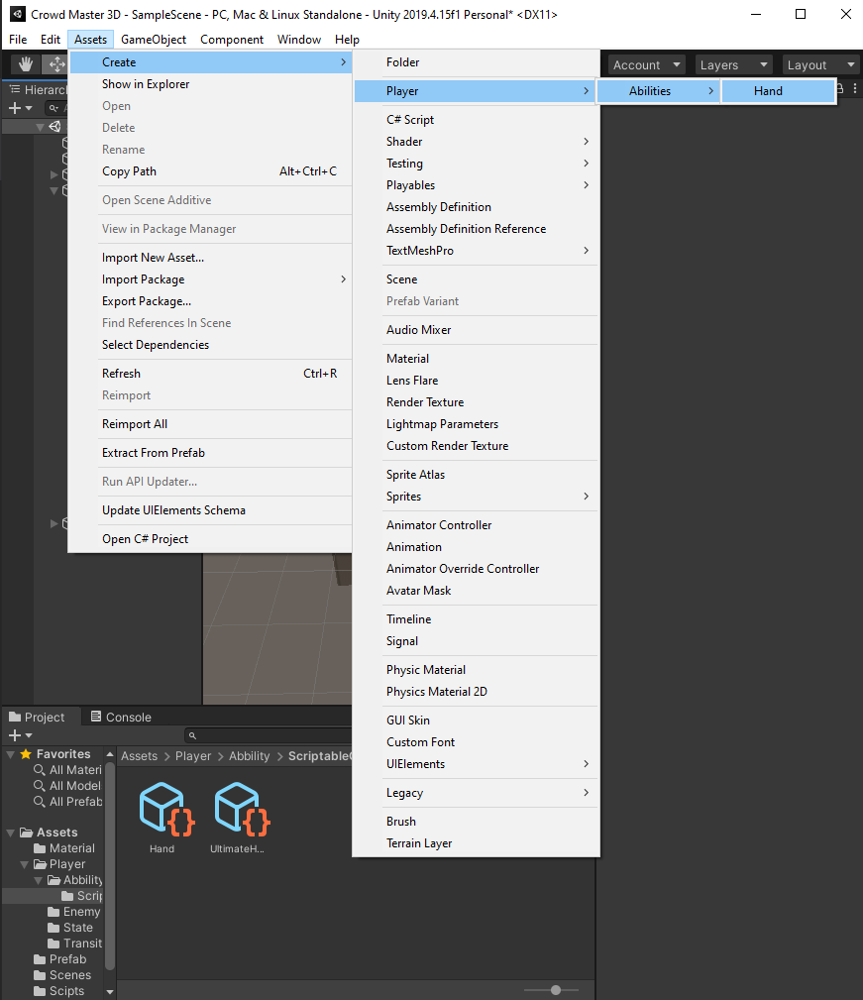 Crowd Master 3D - SampleScene - PC, Mac & Linux Standalone - Unity 2019.4.15f1 Personal* <DX11>
File Edit Assets GameObject Component Window Help
Account Layers Layout
Hierarc
Create
Show in Explorer
Open
Delete
Rename
Copy Path Alt+Ctrl+C
Open Scene Additive
View in Package Manager
Import New Asset...
Import Package
Export Package...
Find References In Scene
Select Dependencies
Refresh Ctrl+R
Reimport
Reimport All
Extract From Prefab
Run API Updater...
Update UIElements Schema
Open C# Project
Folder
Player
C# Script
Shader
Testing
Playables
Assembly Definition
Assembly Definition Reference
TextMeshPro
Scene
Prefab Variant
Audio Mixer
Material
Lens Flare
Render Texture
Lightmap Parameters
Custom Render Texture
Sprite Atlas
Sprites
Animator Controller
Animation
Animator Override Controller
Avatar Mask
Timeline
Signal
Physic Material
Physics Material 2D
GUI Skin
Custom Font
UIElements
Legacy
Brush
Terrain Layer
Abilities
Hand
Project Console
Favorites
All Materi
All Model
All Prefab
Assets
Material
Player
Abbility
Scrip
Enemy
State
Transit
Prefab
Scenes
Scipts
Assets > Player > Abbility > Scriptable
Hand
UltimateH...